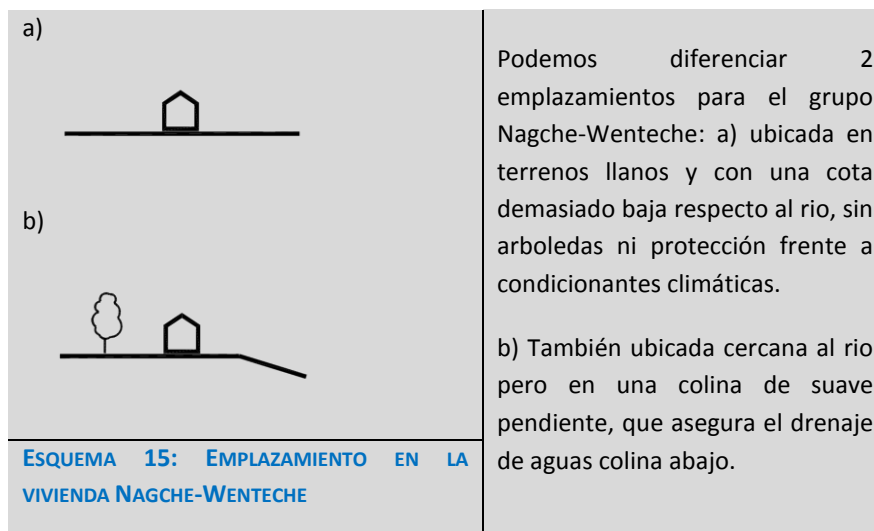 a)
b)
ESQUEMA 15: EMPLAZAMIENTO EN LA
VIVIENDA NAGCHE-WENTECHE
Podemos diferenciar 2
emplazamientos para el grupo
Nagche-Wenteche: a) ubicada en
terrenos llanos y con una cota
demasiado baja respecto al rio, sin
arboledas ni protección frente a
condicionantes climáticas.
b) También ubicada cercana al rio
pero en una colina de suave
pendiente, que asegura el drenaje
de aguas colina abajo.